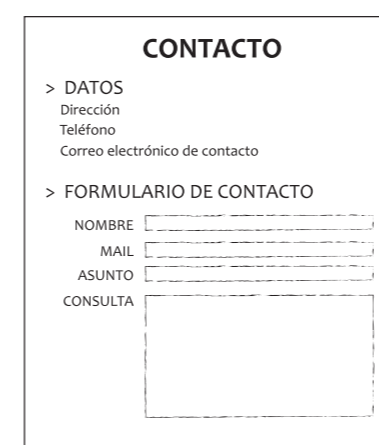 CONTACTO
> DATOS
Dirección
Teléfono
Correo electrónico de contacto
> FORMULARIO DE CONTACTO
NOMBRE
MAIL
ASUNTO
CONSULTA